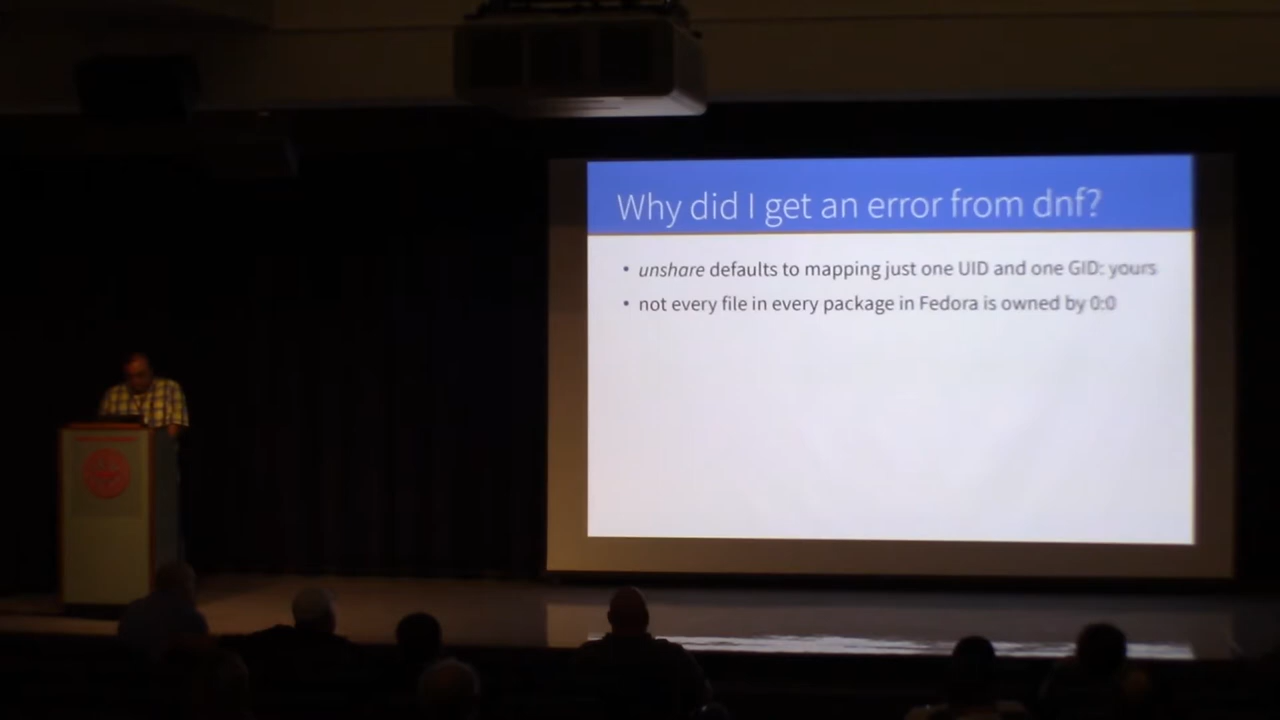 Why did I get an error from dnf?
• unshare defaults to mapping just one UID and one GID: yours
• not every file in every package in Fedora is owned by 0:0